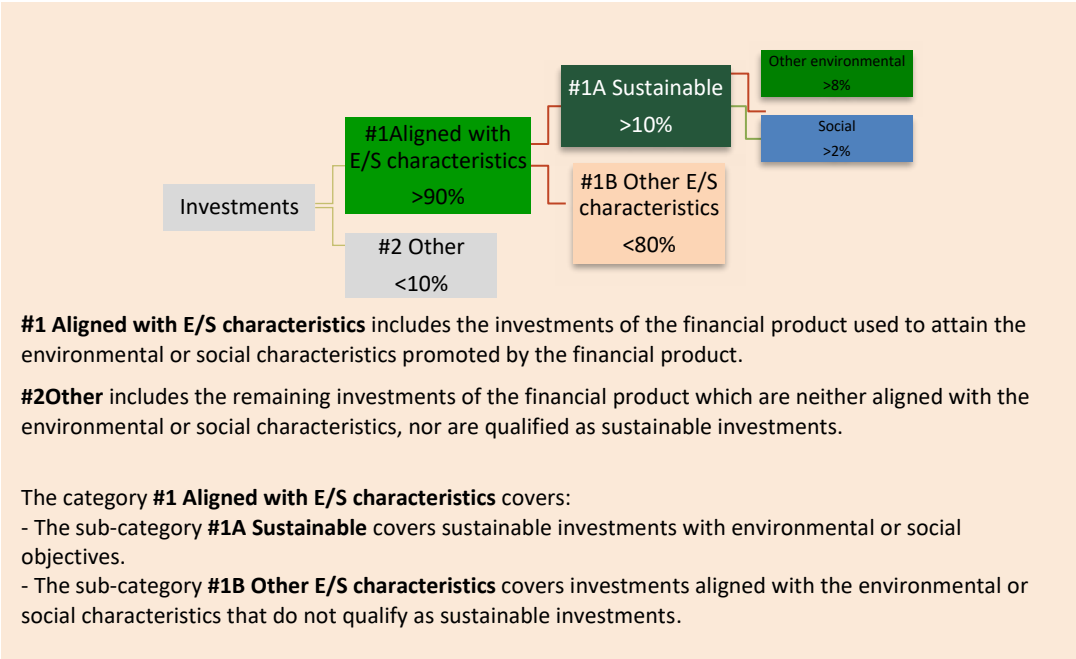 Investments
#1Aligned with
E/S characteristics
>90%
#2 Other
<10%
#1A Sustainable
>10%
#1B Other E/S
characteristics
<80%
Other environmental
>8%
Social
>2%
#1 Aligned with E/S characteristics includes the investments of the financial product used to attain the
environmental or social characteristics promoted by the financial product.
#2Other includes the remaining investments of the financial product which are neither aligned with the
environmental or social characteristics, nor are qualified as sustainable investments.
The category #1 Aligned with E/S characteristics covers:
- The sub-category #1A Sustainable covers sustainable investments with environmental or social
objectives.
- The sub-category #1B Other E/S characteristics covers investments aligned with the environmental or
social characteristics that do not qualify as sustainable investments.